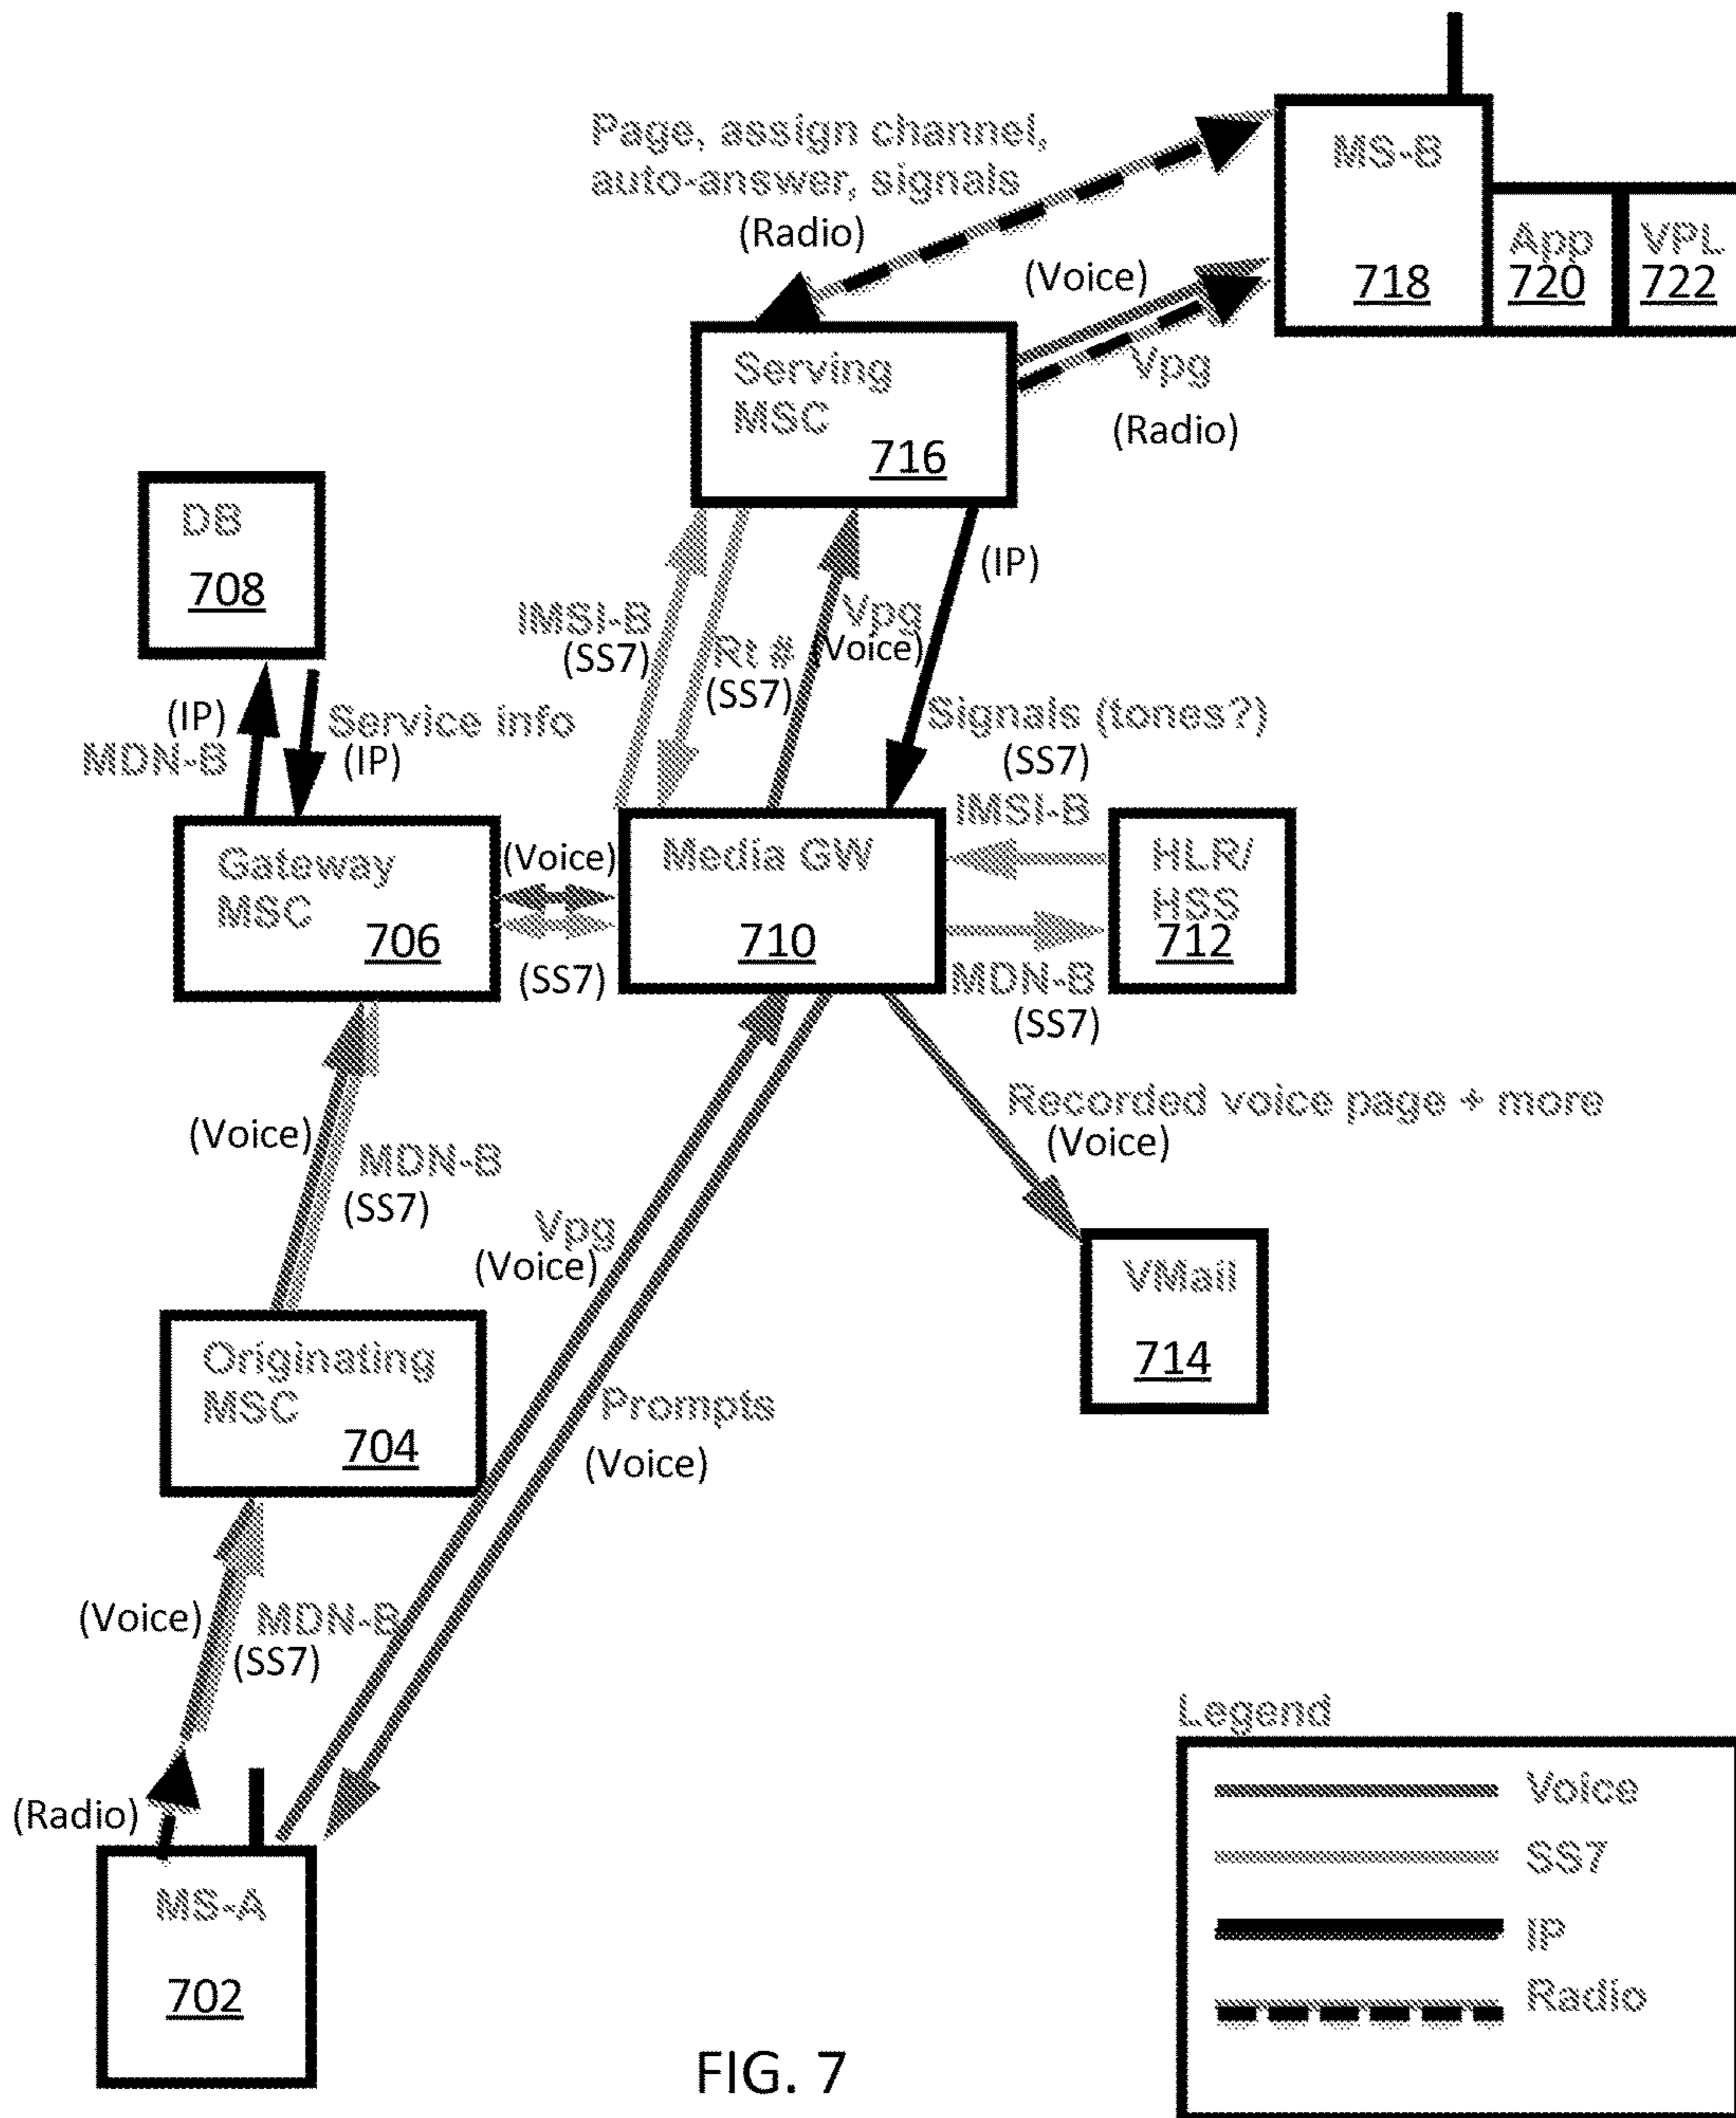 Page, assign channel,
auto-answer, signals
(Radio)
MS-B
718
App
720
VPL
722
(Voice)
Vpg
(Radio)
Serving
MSC
716
DB
708
(IP)
IMSI-B
(SS7)
Rt #
(SS7)
Vpg
(Voice)
(IP)
MDN-B
Service info
(IP)
Signals (tones?)
(SS7)
IMSI-B
Gateway
MSC
706
(Voice)
(SS7)
Media GW
710
HLR/
HSS
712
MDN-B
(SS7)
(Voice)
MDN-B
(SS7)
Recorded voice page + more
(Voice)
Vpg
(Voice)
VMail
714
Originating
MSC
704
Prompts
(Voice)
(Voice)
MDN-B
(SS7)
(Radio)
MS-A
702
Legend
Voice
SS7
IP
Radio
FIG. 7